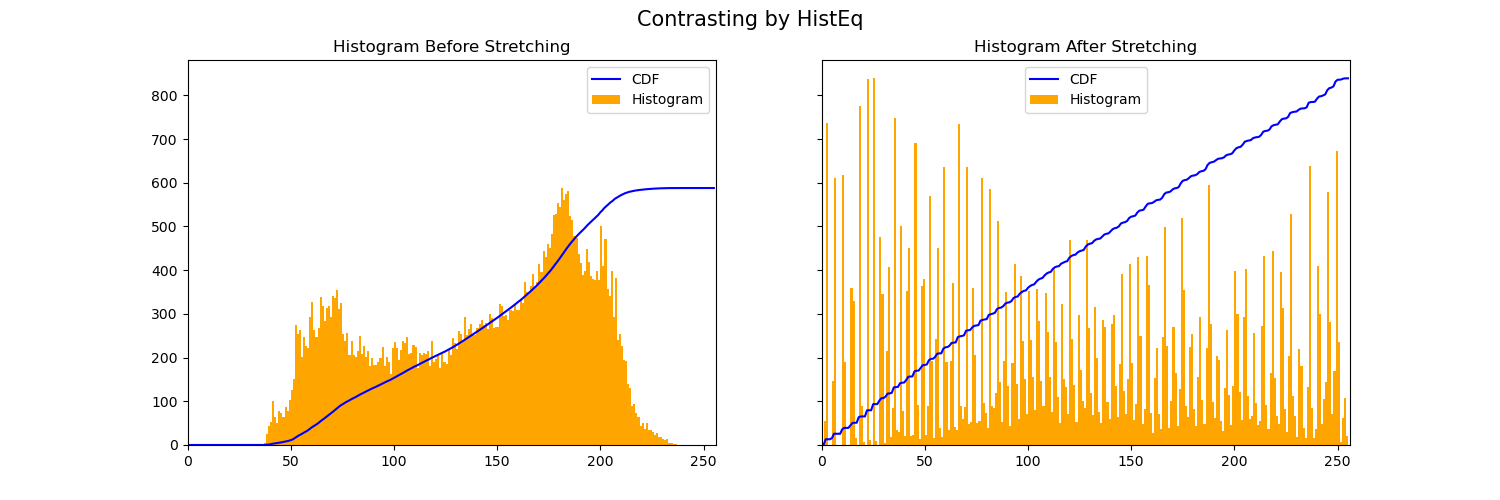 Contrasting by HistEq
Histogram Before Stretching
CDF
Histogram
800
700
600
500
400
300
200
100
0
0 50 100 150 200 250
Histogram After Stretching
CDF
Histogram
0 50 100 150 200 250